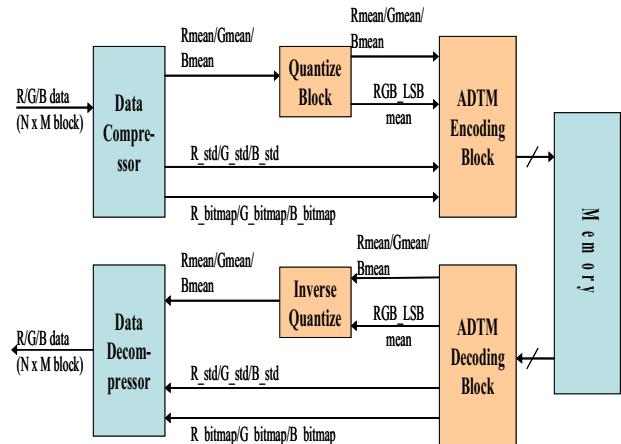 Rmean/Gmean/
Bmean
Rmean/Gmean/
Bmean
R/G/B data
(N x M block)
Data
Compre-
ssor
Quantize
Block
RGB_LSB
mean
ADTM
Encoding
Block
R_std/G_std/B_std
R_bitmap/G_bitmap/B_bitmap
Memory
Rmean/Gmean/
Bmean
Rmean/Gmean/
Bmean
R/G/B data
(N x M block)
Data
Decom-
pressor
Inverse
Quantize
RGB_LSB
mean
ADTM
Decoding
Block
R_std/G_std/B_std
R_bitmap/G_bitmap/B_bitmap